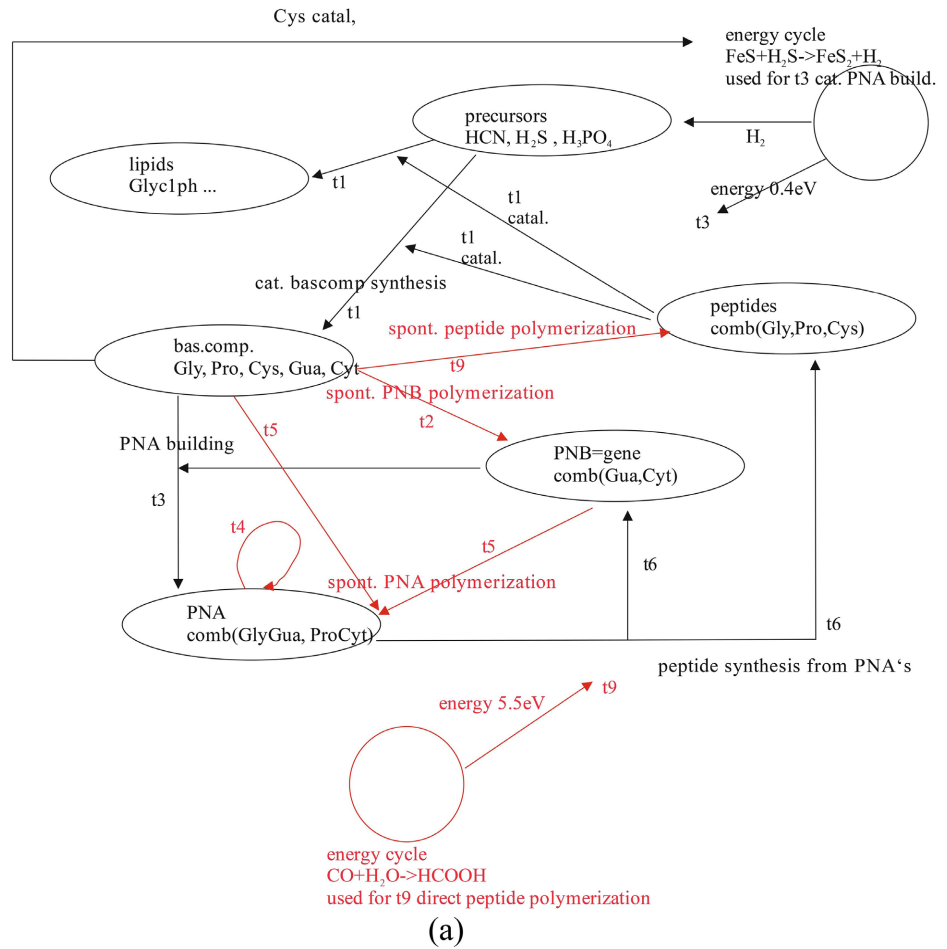 Cys catal,
energy cycle
FeS+H₂S->FeS₂+H₂
used for t3 cat. PNA build.
precursors
HCN, H₂S , H₃PO₄
H₂
lipids
Glyc1ph ...
t1
energy 0.4eV
t3
t1
catal.
t1
catal.
cat. bascomp synthesis
t1
peptides
comb(Gly,Pro,Cys)
spont. peptide polymerization
t9
bas.comp.
Gly, Pro, Cys, Gua, Cyt
spont. PNB polymerization
t2
t5
PNA building
PNB=gene
comb(Gua,Cyt)
t3
t4
t5
t6
spont. PNA polymerization
PNA
comb(GlyGua, ProCyt)
t6
peptide synthesis from PNA‘s
energy 5.5eV
t9
energy cycle
CO+H₂O->HCOOH
used for t9 direct peptide polymerization
(a)